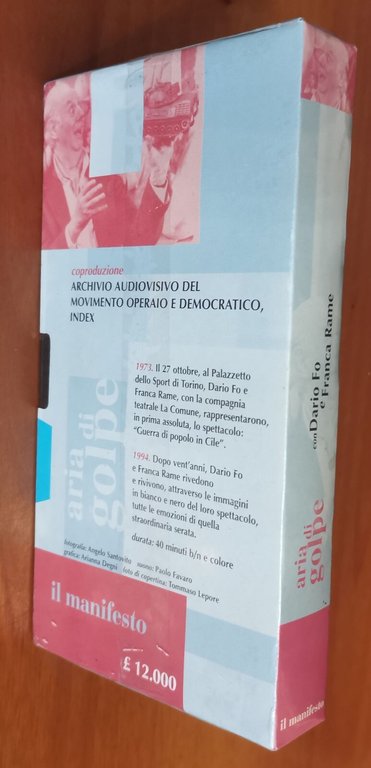 coproduzione
ARCHIVIO AUDIOVISIVO DEL
MOVIMENTO OPERAIO E DEMOCRATICO,
INDEX
1973. Il 27 ottobre, al Palazzetto
dello Sport di Torino, Dario Fo e
Franca Rame, con la compagnia
teatrale La Comune, rappresentarono,
in prima assoluta, lo spettacolo:
"Guerra di popolo in Cile".
1994. Dopo vent'anni, Dario Fo
e Franca Rame rivedono
e rivivono, attraverso le immagini
in bianco e nero del loro spettacolo,
tutte le emozioni di quella
straordinaria serata.
durata: 40 minuti b/n e colore
fotografia: Angelo Santovito suono: Paolo Favaro
grafica: Arianna Degni foto di copertina: Tommaso Lepore
aria di
golpe
il manifesto
£ 12.000
aria di
golpe
con Dario Fo
e Franca Rame
il manifesto